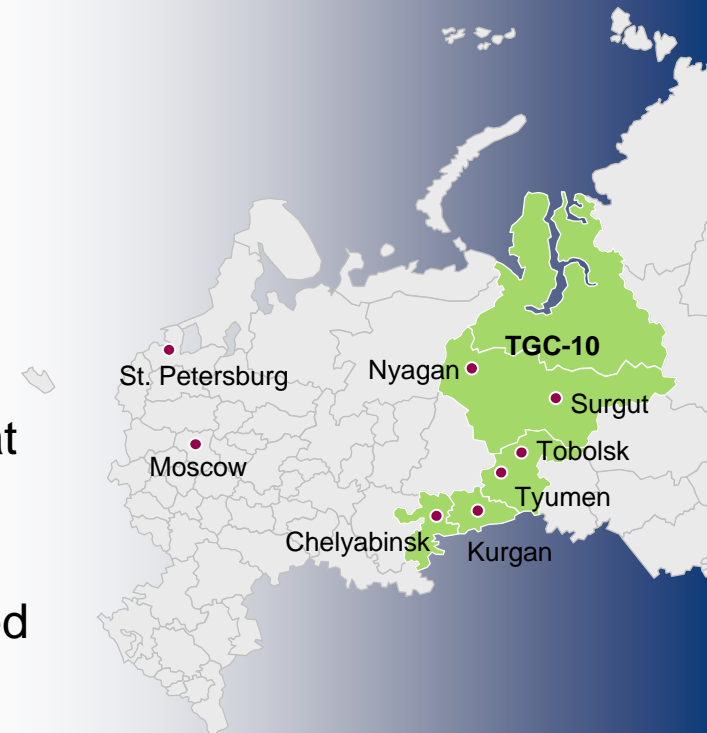 TGC-10
Nyagan
St. Petersburg
Surgut
Tobolsk
Moscow
Tyumen
Chelyabinsk
Kurgan